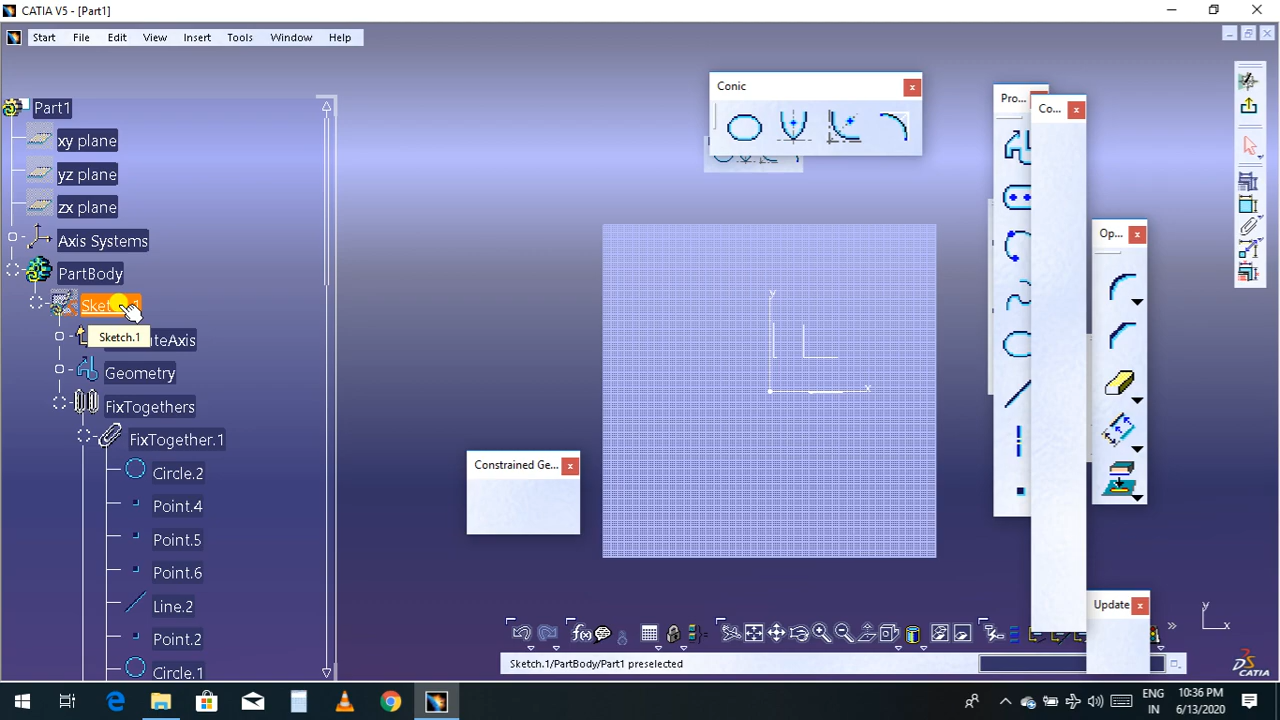 CATIA V5 - [Part1]
Start File Edit View Insert Tools Window Help
Conic
Pro...
Co...
Part1
xy plane
yz plane
zx plane
Axis Systems
Op...
PartBody
Sketch.1
y
Sketch.1
Geometry
x
FixTogethers
FixTogether.1
Constrained Ge...
Circle.2
Point.4
Point.5
Point.6
Line.2
Update
y
x
f(x)
Point.2
Circle.1
Sketch.1/PartBody/Part1 preselected
CATIA
ENG
IN
10:36 PM
6/13/2020